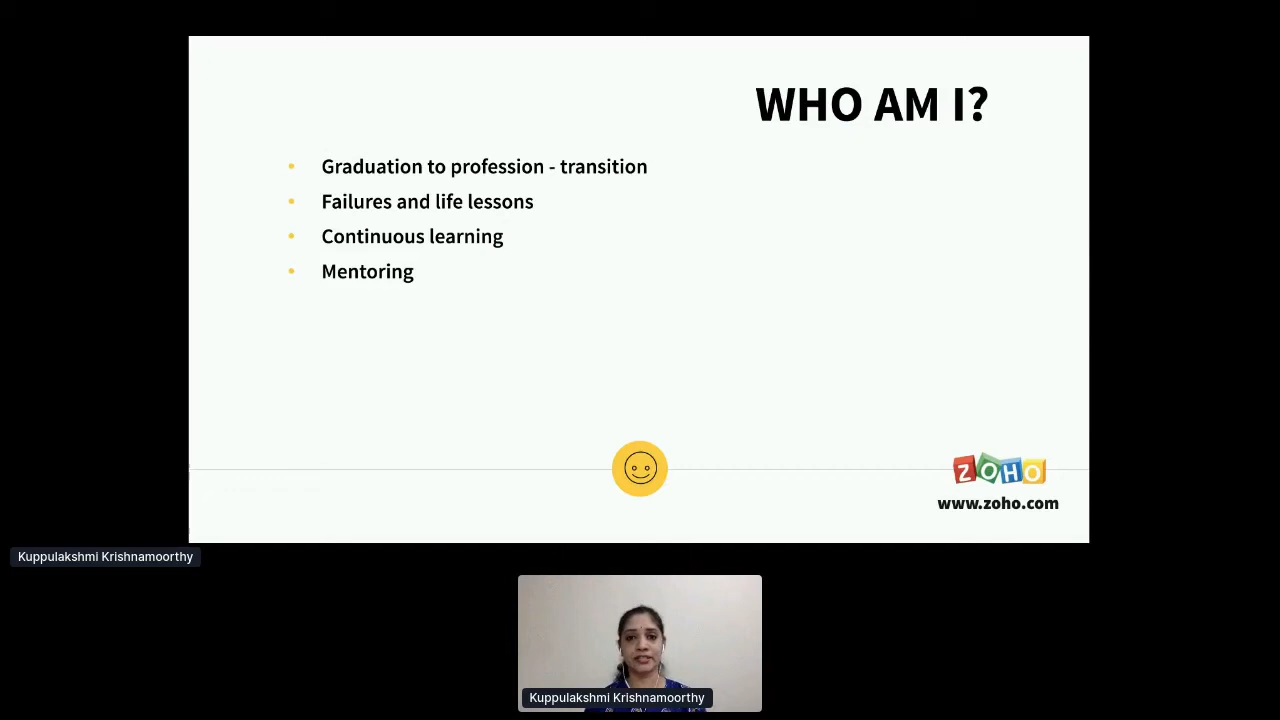 WHO AM I?
• Graduation to profession - transition
• Failures and life lessons
• Continuous learning
• Mentoring
ZOHO
www.zoho.com
Kuppulakshmi Krishnamoorthy
Kuppulakshmi Krishnamoorthy